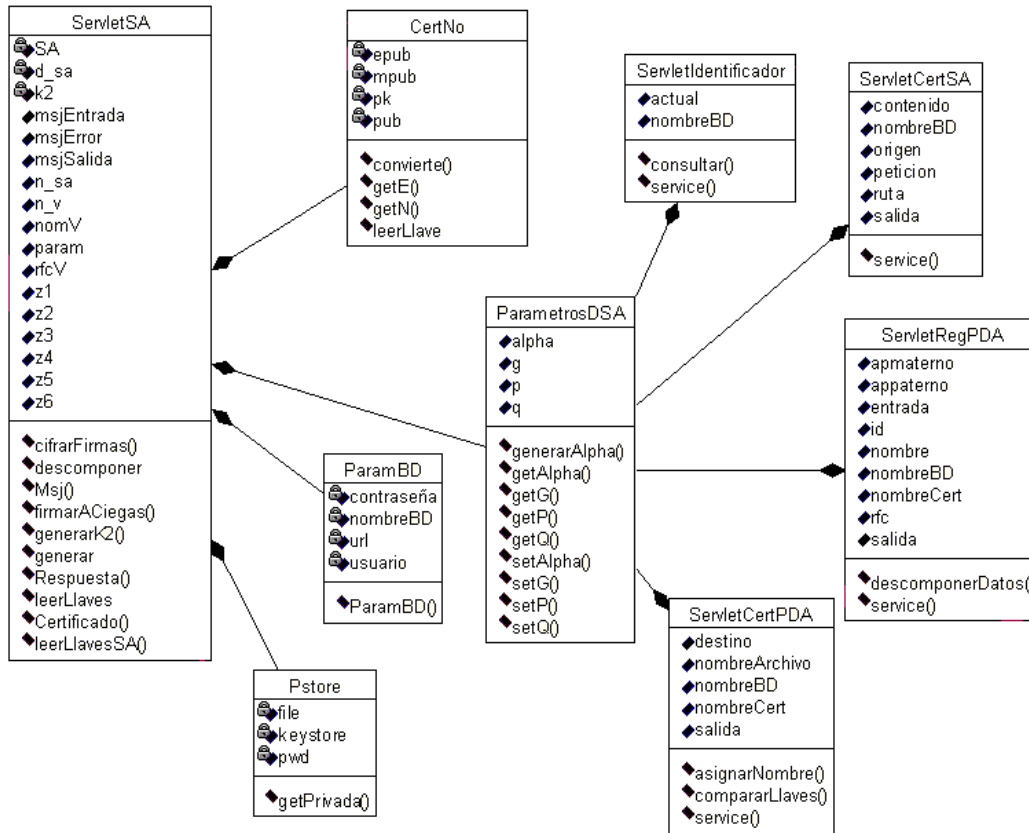 ServletSA
SA
d_sa
k2
msjEntrada
msjError
msjSalida
n_sa
n_v
nomV
param
rfcV
z1
z2
z3
z4
z5
z6
cifrarFirmas()
descomponer
Msj()
firmarACiegas()
generarK2()
generar
Respuesta()
leerLlaves
Certificado()
leerLlavesSA()
CertNo
epub
mpub
pk
pub
convierte()
getE()
getN()
leerLlave
ServletIdentificador
actual
nombreBD
consultar()
service()
ServletCertSA
contenido
nombreBD
origen
peticion
ruta
salida
service()
ParametrosDSA
alpha
g
p
q
generarAlpha()
getAlpha()
getG()
getP()
getQ()
setAlpha()
setG()
setP()
setQ()
ServletRegPDA
apmaterno
appaterno
entrada
id
nombre
nombreBD
nombreCert
rfc
salida
descomponerDatos()
service()
ParamBD
contraseña
nombreBD
url
usuario
ParamBD()
ServletCertPDA
destino
nombreArchivo
nombreBD
nombreCert
salida
asignarNombre()
compararLlaves()
service()
Pstore
file
keystore
pwd
getPrivada()